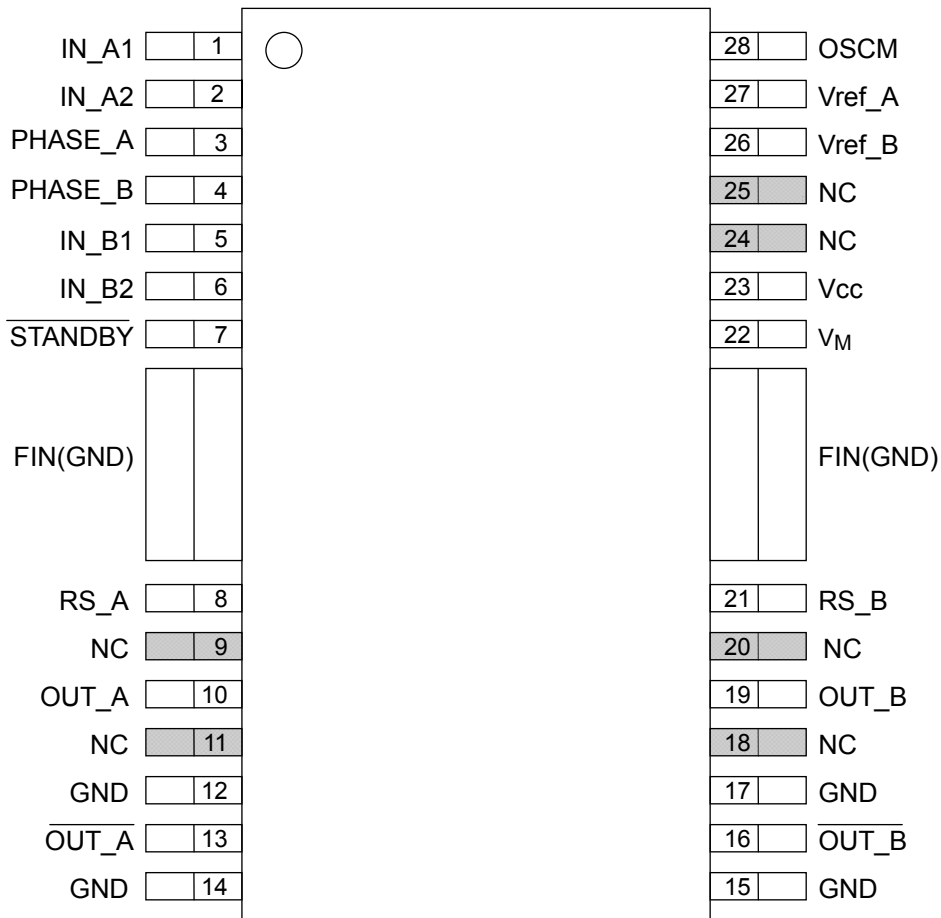 IN_A1 1 28 OSCM
IN_A2 2 27 Vref_A
PHASE_A 3 26 Vref_B
PHASE_B 4 25 NC
IN_B1 5 24 NC
IN_B2 6 23 Vcc
S̅T̅A̅N̅D̅B̅Y̅ 7 22 VM
FIN(GND) FIN(GND)
RS_A 8 21 RS_B
NC 9 20 NC
OUT_A 10 19 OUT_B
NC 11 18 NC
GND 12 17 GND
O̅U̅T̅_̅A̅ 13 16 O̅U̅T̅_̅B̅
GND 14 15 GND